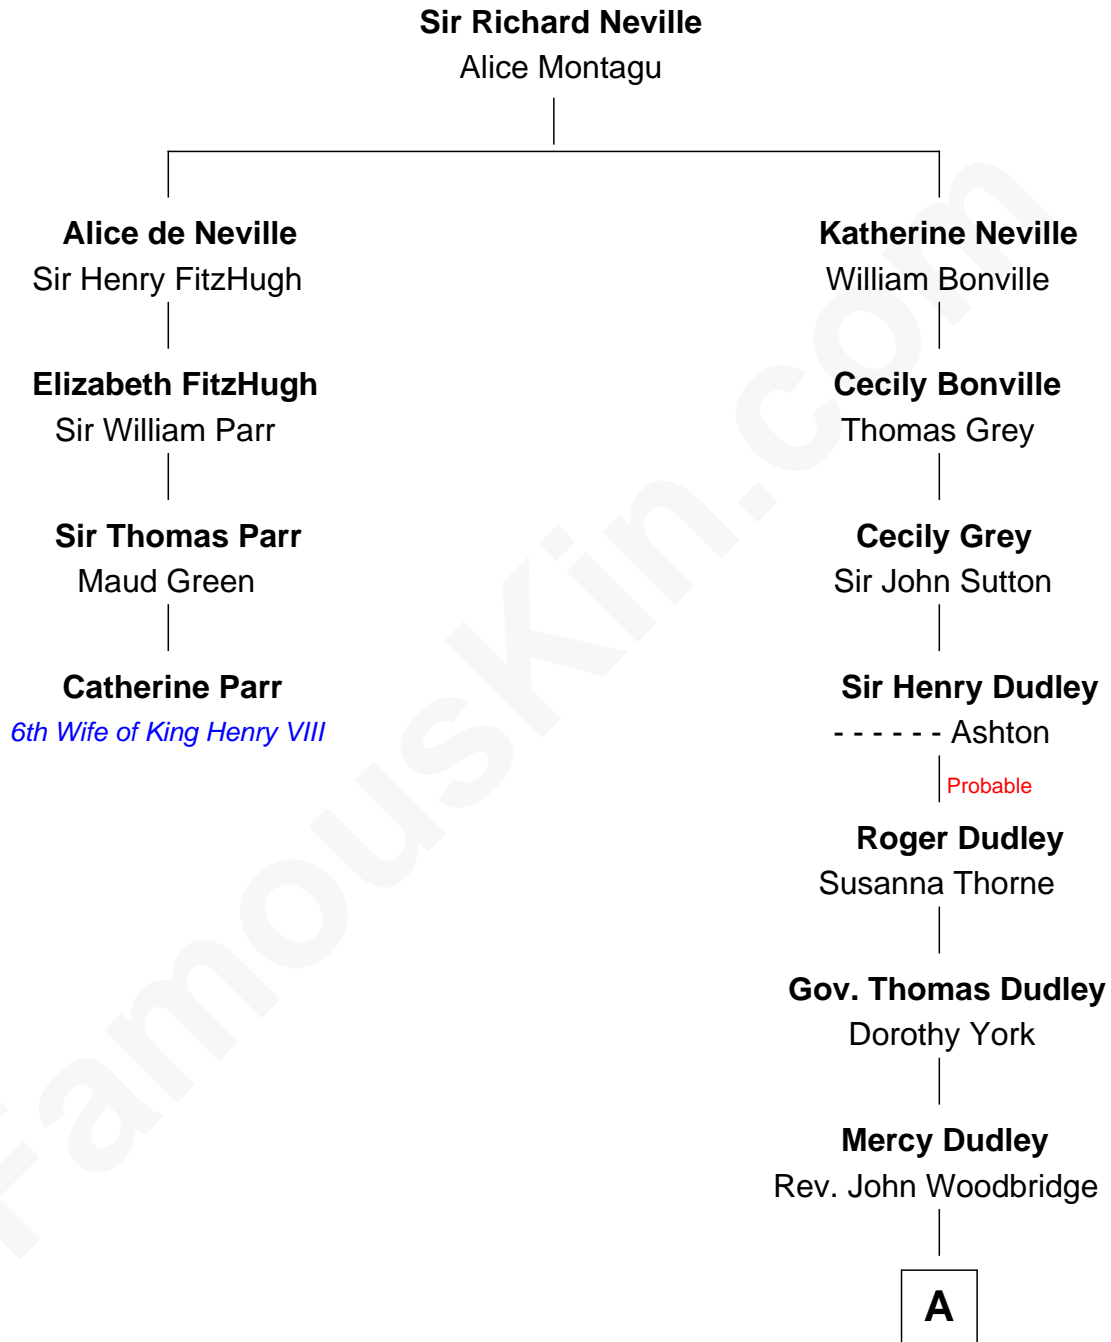 Sir Richard Neville
Alice Montagu
Alice de Neville
Sir Henry FitzHugh
Katherine Neville
William Bonville
Elizabeth FitzHugh
Sir William Parr
Cecily Bonville
Thomas Grey
Sir Thomas Parr
Maud Green
Cecily Grey
Sir John Sutton
Catherine Parr
6th Wife of King Henry VIII
Sir Henry Dudley
- - - - - - Ashton
Probable
Roger Dudley
Susanna Thorne
Gov. Thomas Dudley
Dorothy York
Mercy Dudley
Rev. John Woodbridge
A
FamousKin.com